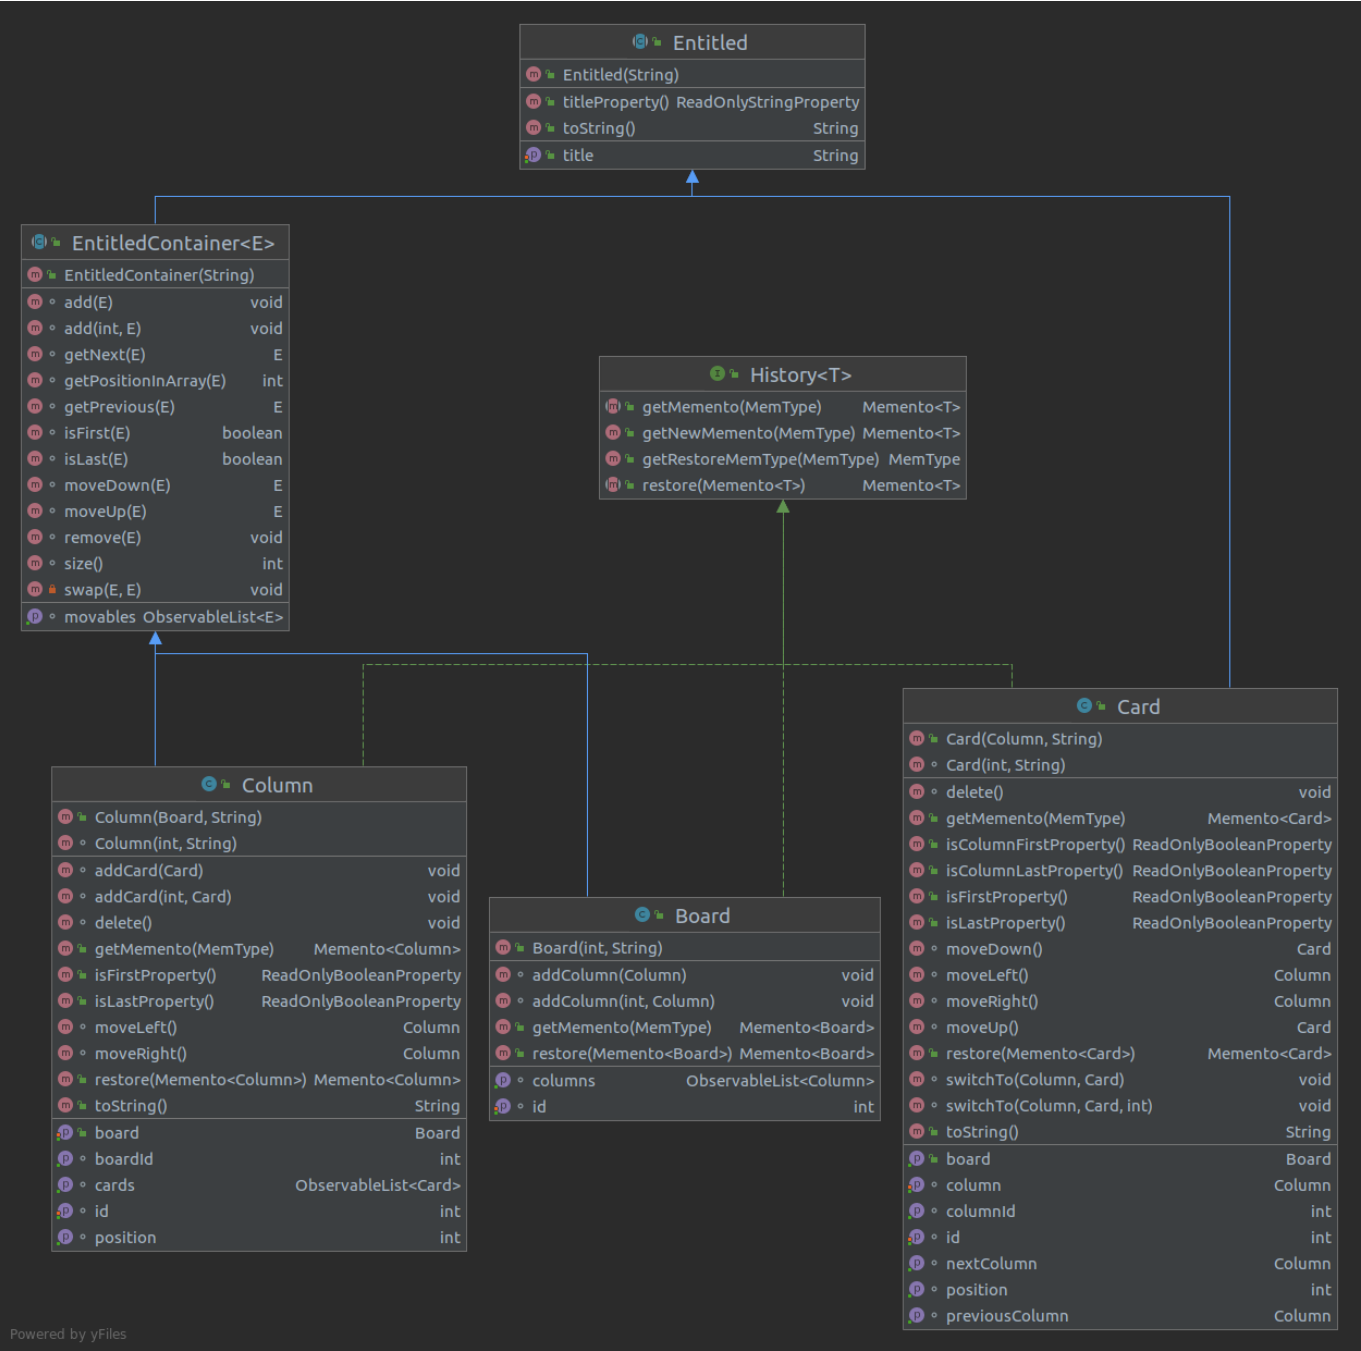 Entitled
Entitled(String)
titleProperty() ReadOnlyStringProperty
toString() String
title String
EntitledContainer<E>
EntitledContainer(String)
add(E) void
add(int, E) void
getNext(E) E
getPositionInArray(E) int
getPrevious(E) E
isFirst(E) boolean
isLast(E) boolean
moveDown(E) E
moveUp(E) E
remove(E) void
size() int
swap(E, E) void
movables ObservableList<E>
History<T>
getMemento(MemType) Memento<T>
getNewMemento(MemType) Memento<T>
getRestoreMemType(MemType) MemType
restore(Memento<T>) Memento<T>
Column
Column(Board, String)
Column(int, String)
addCard(Card) void
addCard(int, Card) void
delete() void
getMemento(MemType) Memento<Column>
isFirstProperty() ReadOnlyBooleanProperty
isLastProperty() ReadOnlyBooleanProperty
moveLeft() Column
moveRight() Column
restore(Memento<Column>) Memento<Column>
toString() String
board Board
boardId int
cards ObservableList<Card>
id int
position int
Board
Board(int, String)
addColumn(Column) void
addColumn(int, Column) void
getMemento(MemType) Memento<Board>
restore(Memento<Board>) Memento<Board>
columns ObservableList<Column>
id int
Card
Card(Column, String)
Card(int, String)
delete() void
getMemento(MemType) Memento<Card>
isColumnFirstProperty() ReadOnlyBooleanProperty
isColumnLastProperty() ReadOnlyBooleanProperty
isFirstProperty() ReadOnlyBooleanProperty
isLastProperty() ReadOnlyBooleanProperty
moveDown() Card
moveLeft() Column
moveRight() Column
moveUp() Card
restore(Memento<Card>) Memento<Card>
switchTo(Column, Card) void
switchTo(Column, Card, int) void
toString() String
board Board
column Column
columnId int
id int
nextColumn Column
position int
previousColumn Column
Powered by yFiles